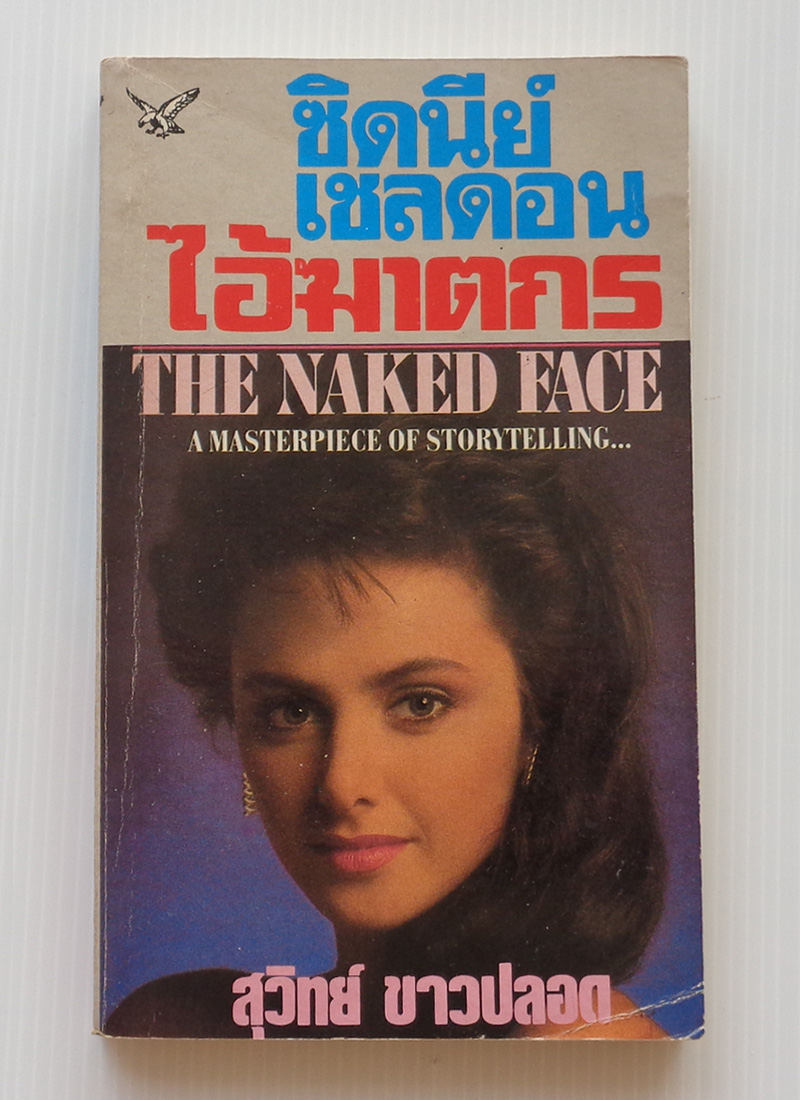 ซิดนีย์
เชลดอน
ไอ้ฆาตกร
THE NAKED FACE
A MASTERPIECE OF STORYTELLING...
สุวิทย์ ขาวปลอด